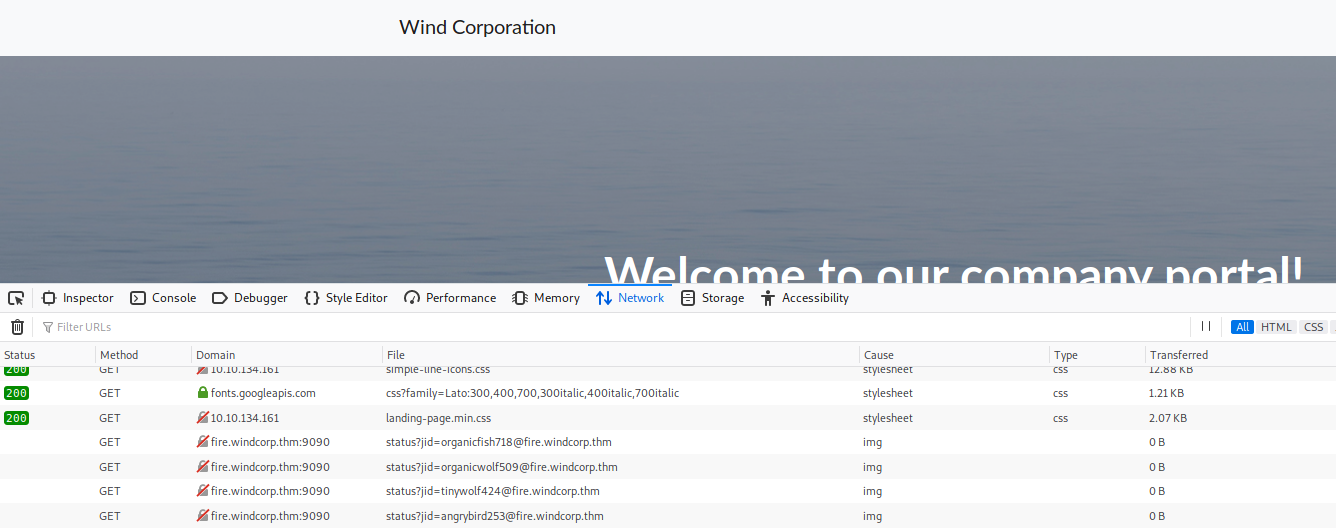 Wind Corporation
Welcome to our company portal!
Inspector Console Debugger Style Editor Performance Memory Network Storage Accessibility
Filter URLs All HTML CSS
Status Method Domain File Cause Type Transferred
200 GET 10.10.134.161 simple-line-icons.css stylesheet css 12.88 KB
200 GET fonts.googleapis.com css?family=Lato:300,400,700,300italic,400italic,700italic stylesheet css 1.21 KB
200 GET 10.10.134.161 landing-page.min.css stylesheet css 2.07 KB
GET fire.windcorp.thm:9090 status?jid=organicfish718@fire.windcorp.thm img 0 B
GET fire.windcorp.thm:9090 status?jid=organicwolf509@fire.windcorp.thm img 0 B
GET fire.windcorp.thm:9090 status?jid=tinywolf424@fire.windcorp.thm img 0 B
GET fire.windcorp.thm:9090 status?jid=angrybird253@fire.windcorp.thm img 0 B